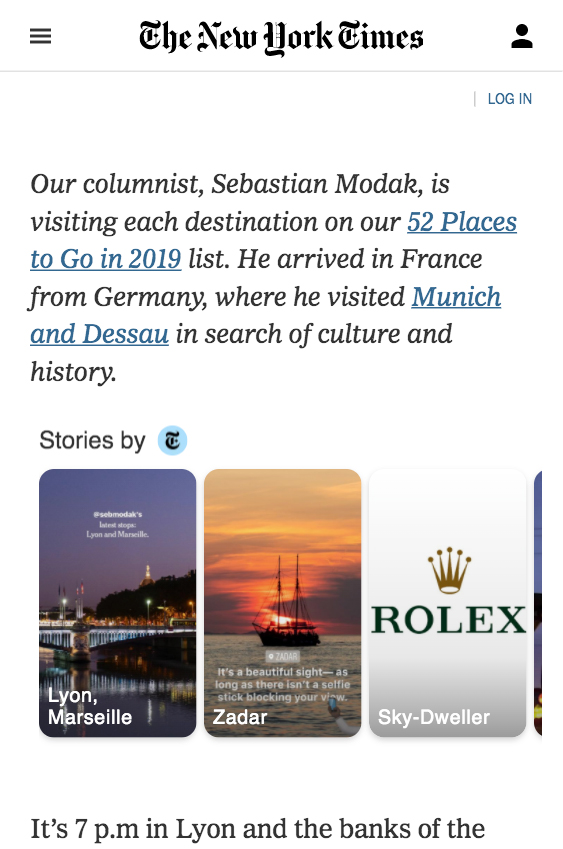 The New York Times
LOG IN
Our columnist, Sebastian Modak, is
visiting each destination on our 52 Places
to Go in 2019 list. He arrived in France
from Germany, where he visited Munich
and Dessau in search of culture and
history.
Stories by T
@sebmodak's
latest stops:
Lyon and Marseille.
Lyon,
Marseille
ZADAR
It's a beautiful sight— as
long as there isn't a selfie
stick blocking your view.
Zadar
ROLEX
Sky-Dweller
It's 7 p.m in Lyon and the banks of the